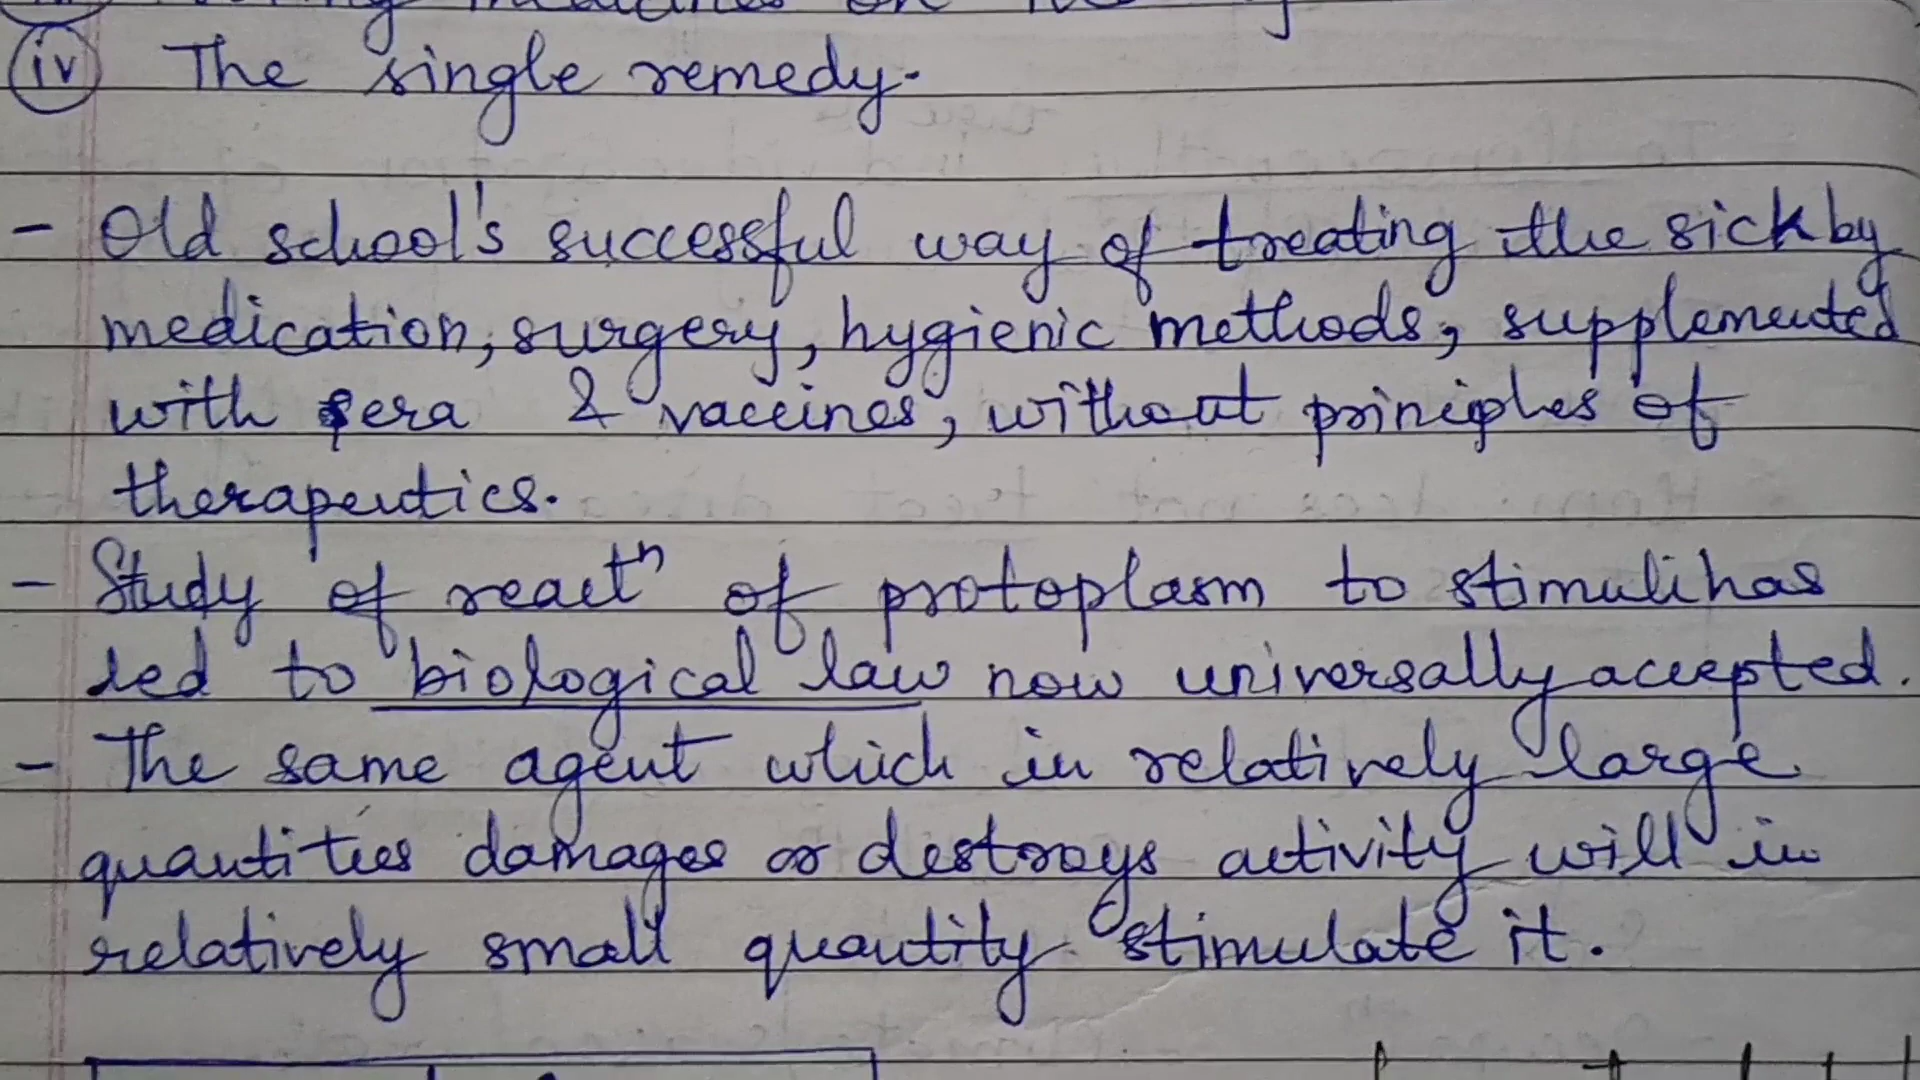 (iv) The single remedy.
- Old school's successful way of treating the sick by
medication, surgery, hygienic methods, supplemented
with sera & vaccines, without priniples of
therapeutics.
- Study of reactⁿ of protoplasm to stimuli has
led to biological law now universally accepted.
- The same agent which in relatively large
quantities damages or destroys activity will in
relatively small quantity stimulate it.